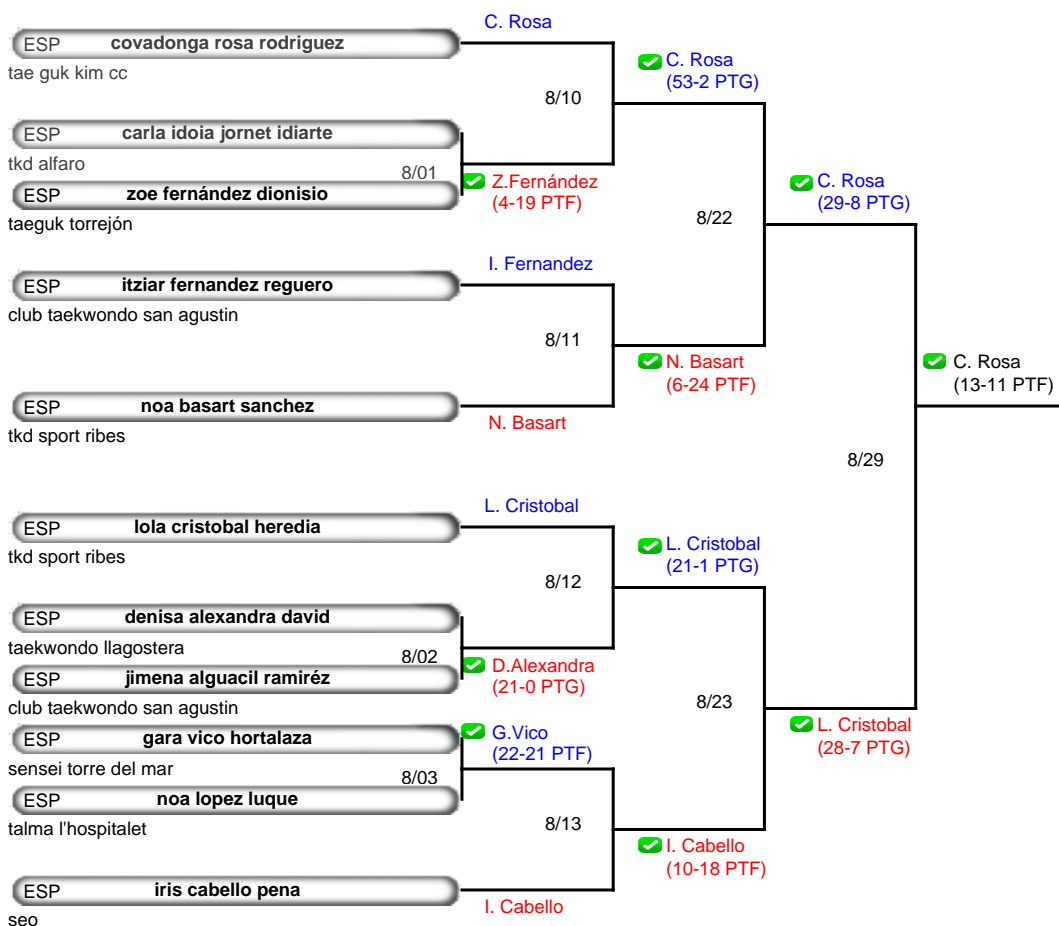 C. Rosa
ESP covadonga rosa rodriguez
tae guk kim cc
C. Rosa
(53-2 PTG)
8/10
ESP carla idoia jornet idiarte
tkd alfaro
8/01
Z.Fernández
(4-19 PTF)
ESP zoe fernández dionisio
taeguk torrejón
C. Rosa
(29-8 PTG)
8/22
I. Fernandez
ESP itziar fernandez reguero
club taekwondo san agustin
8/11
N. Basart
(6-24 PTF)
C. Rosa
(13-11 PTF)
ESP noa basart sanchez
N. Basart
tkd sport ribes
8/29
L. Cristobal
ESP lola cristobal heredia
tkd sport ribes
L. Cristobal
(21-1 PTG)
8/12
ESP denisa alexandra david
taekwondo llagostera
8/02
D.Alexandra
(21-0 PTG)
ESP jimena alguacil ramiréz
club taekwondo san agustin
8/23
L. Cristobal
(28-7 PTG)
ESP gara vico hortalaza
G.Vico
(22-21 PTF)
sensei torre del mar
8/03
ESP noa lopez luque
talma l'hospitalet
8/13
I. Cabello
(10-18 PTF)
ESP iris cabello pena
I. Cabello
seo